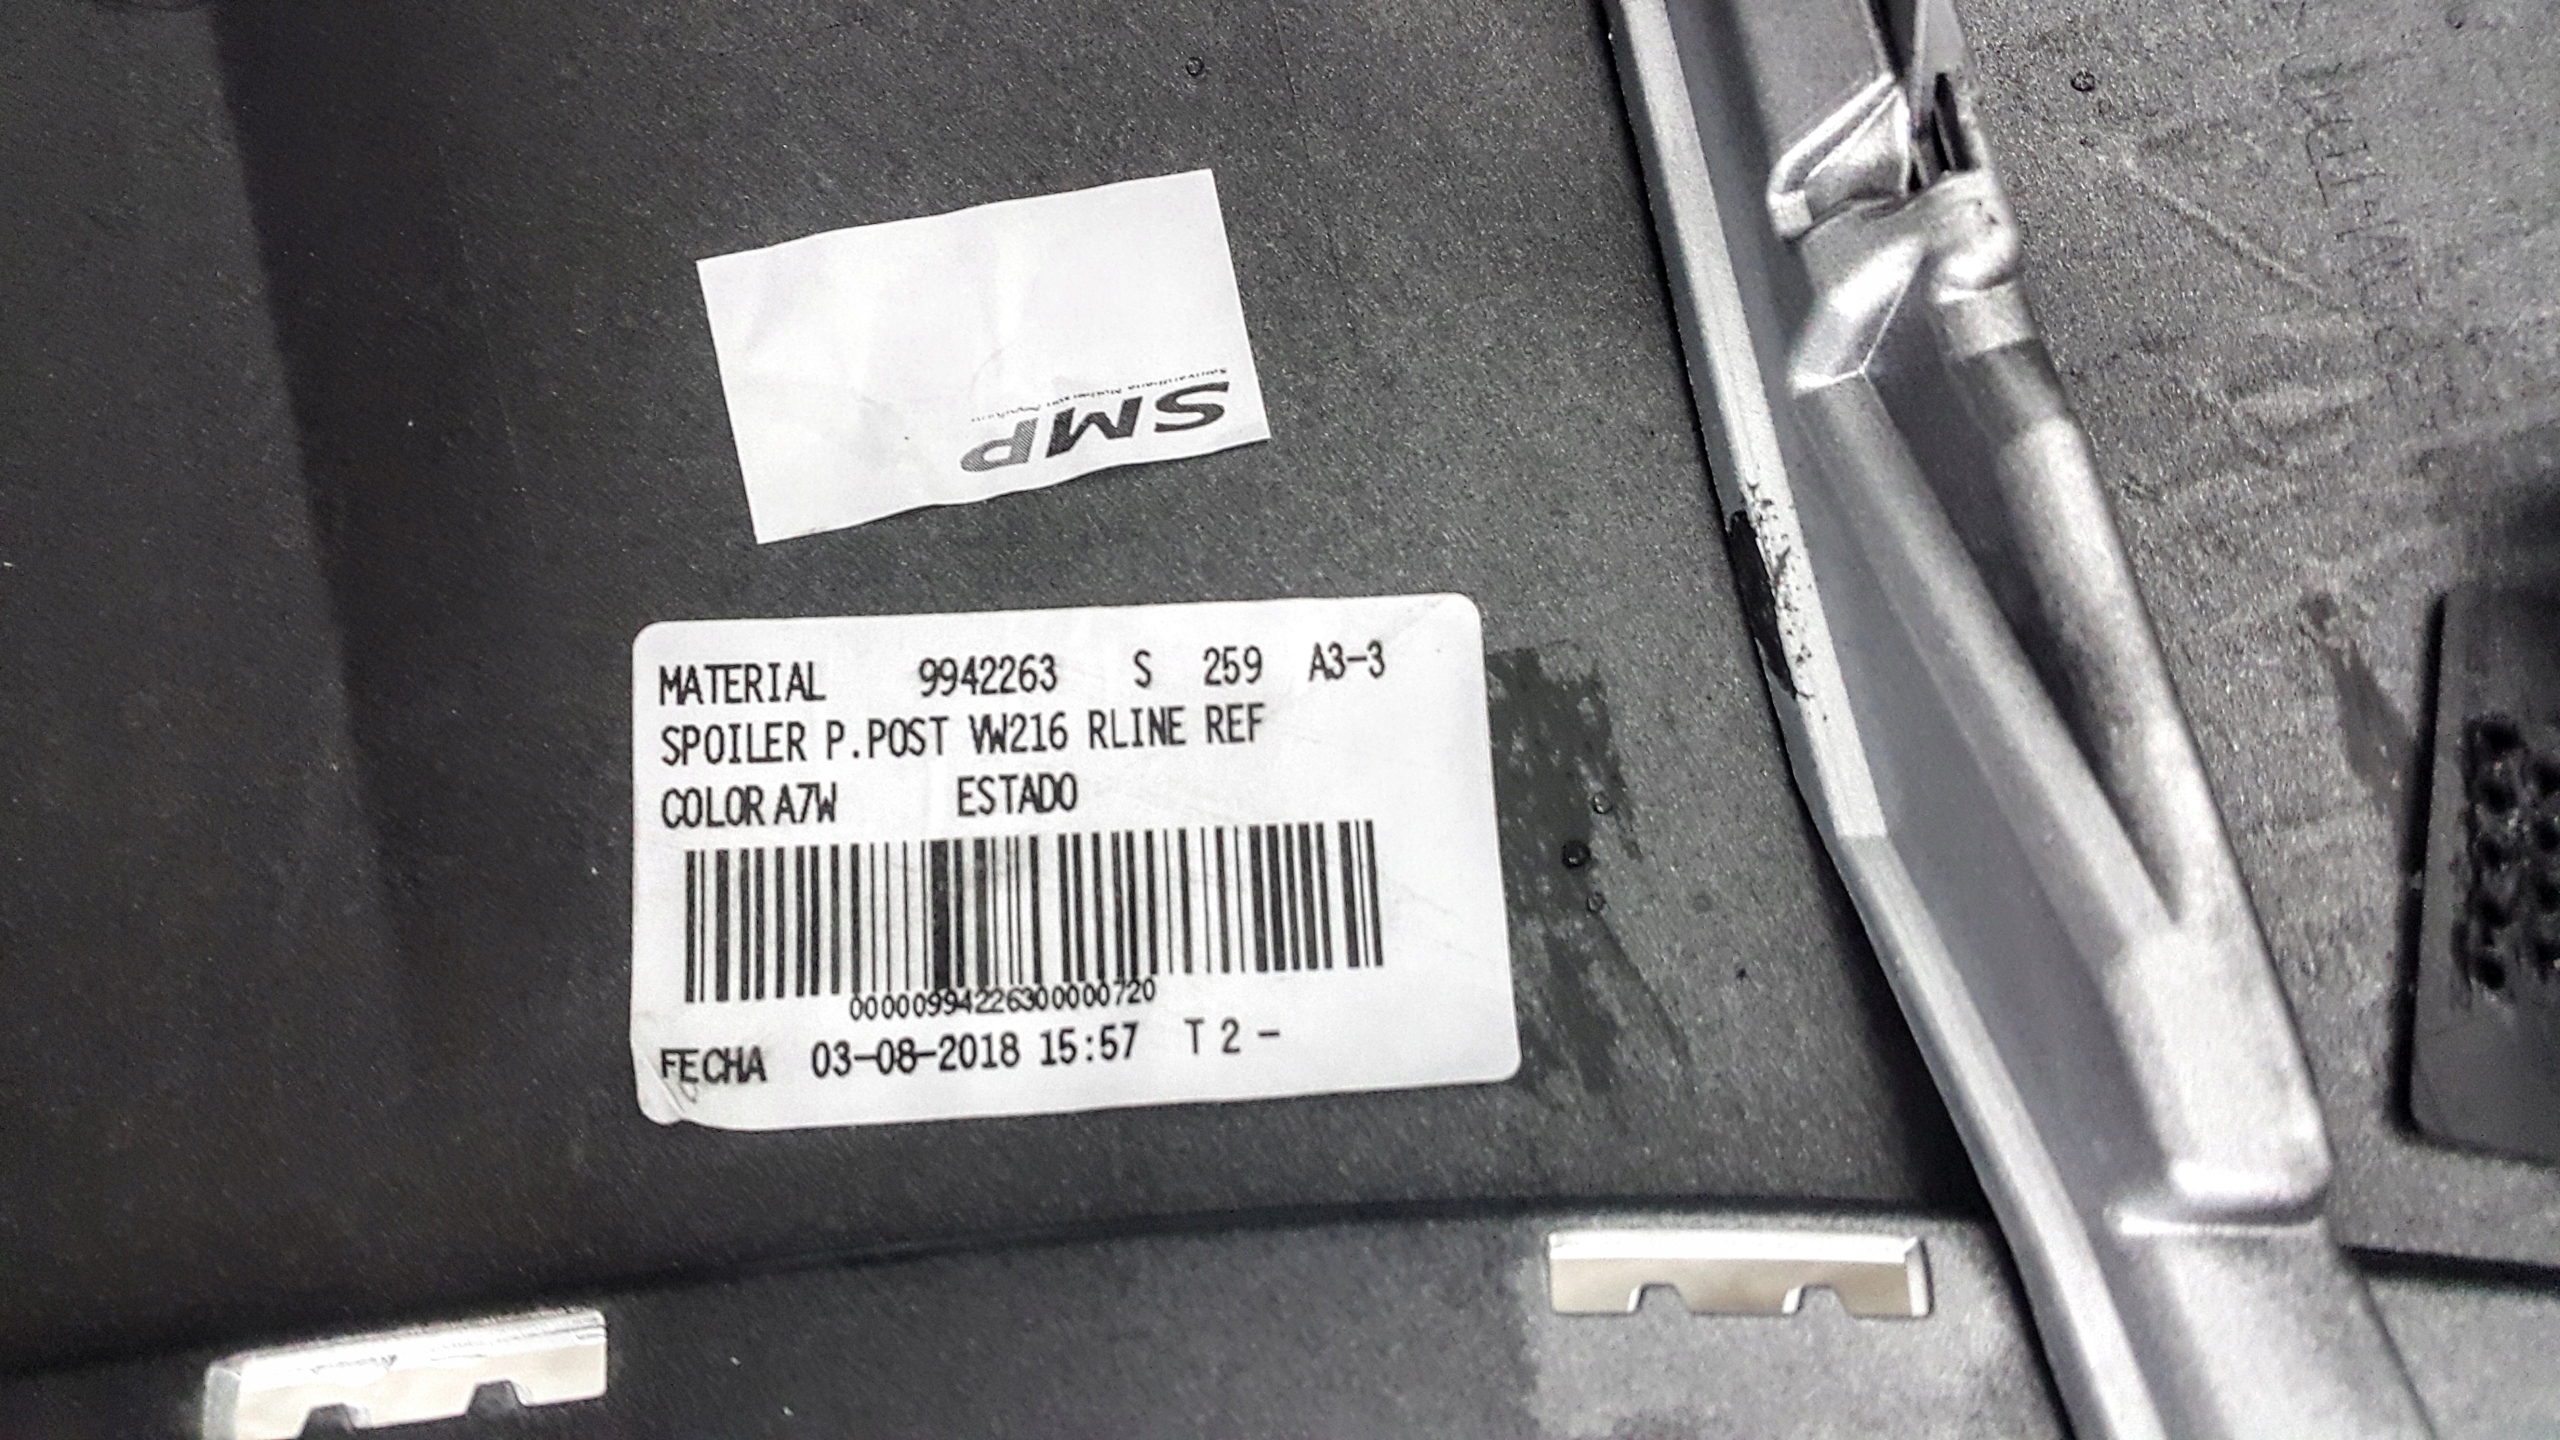 SMP
MATERIAL 9942263 S 259 A3-3
SPOILER P.POST VW216 RLINE REF
COLOR A7W ESTADO
00000994226300000720
FECHA 03-08-2018 15:57 T 2 -